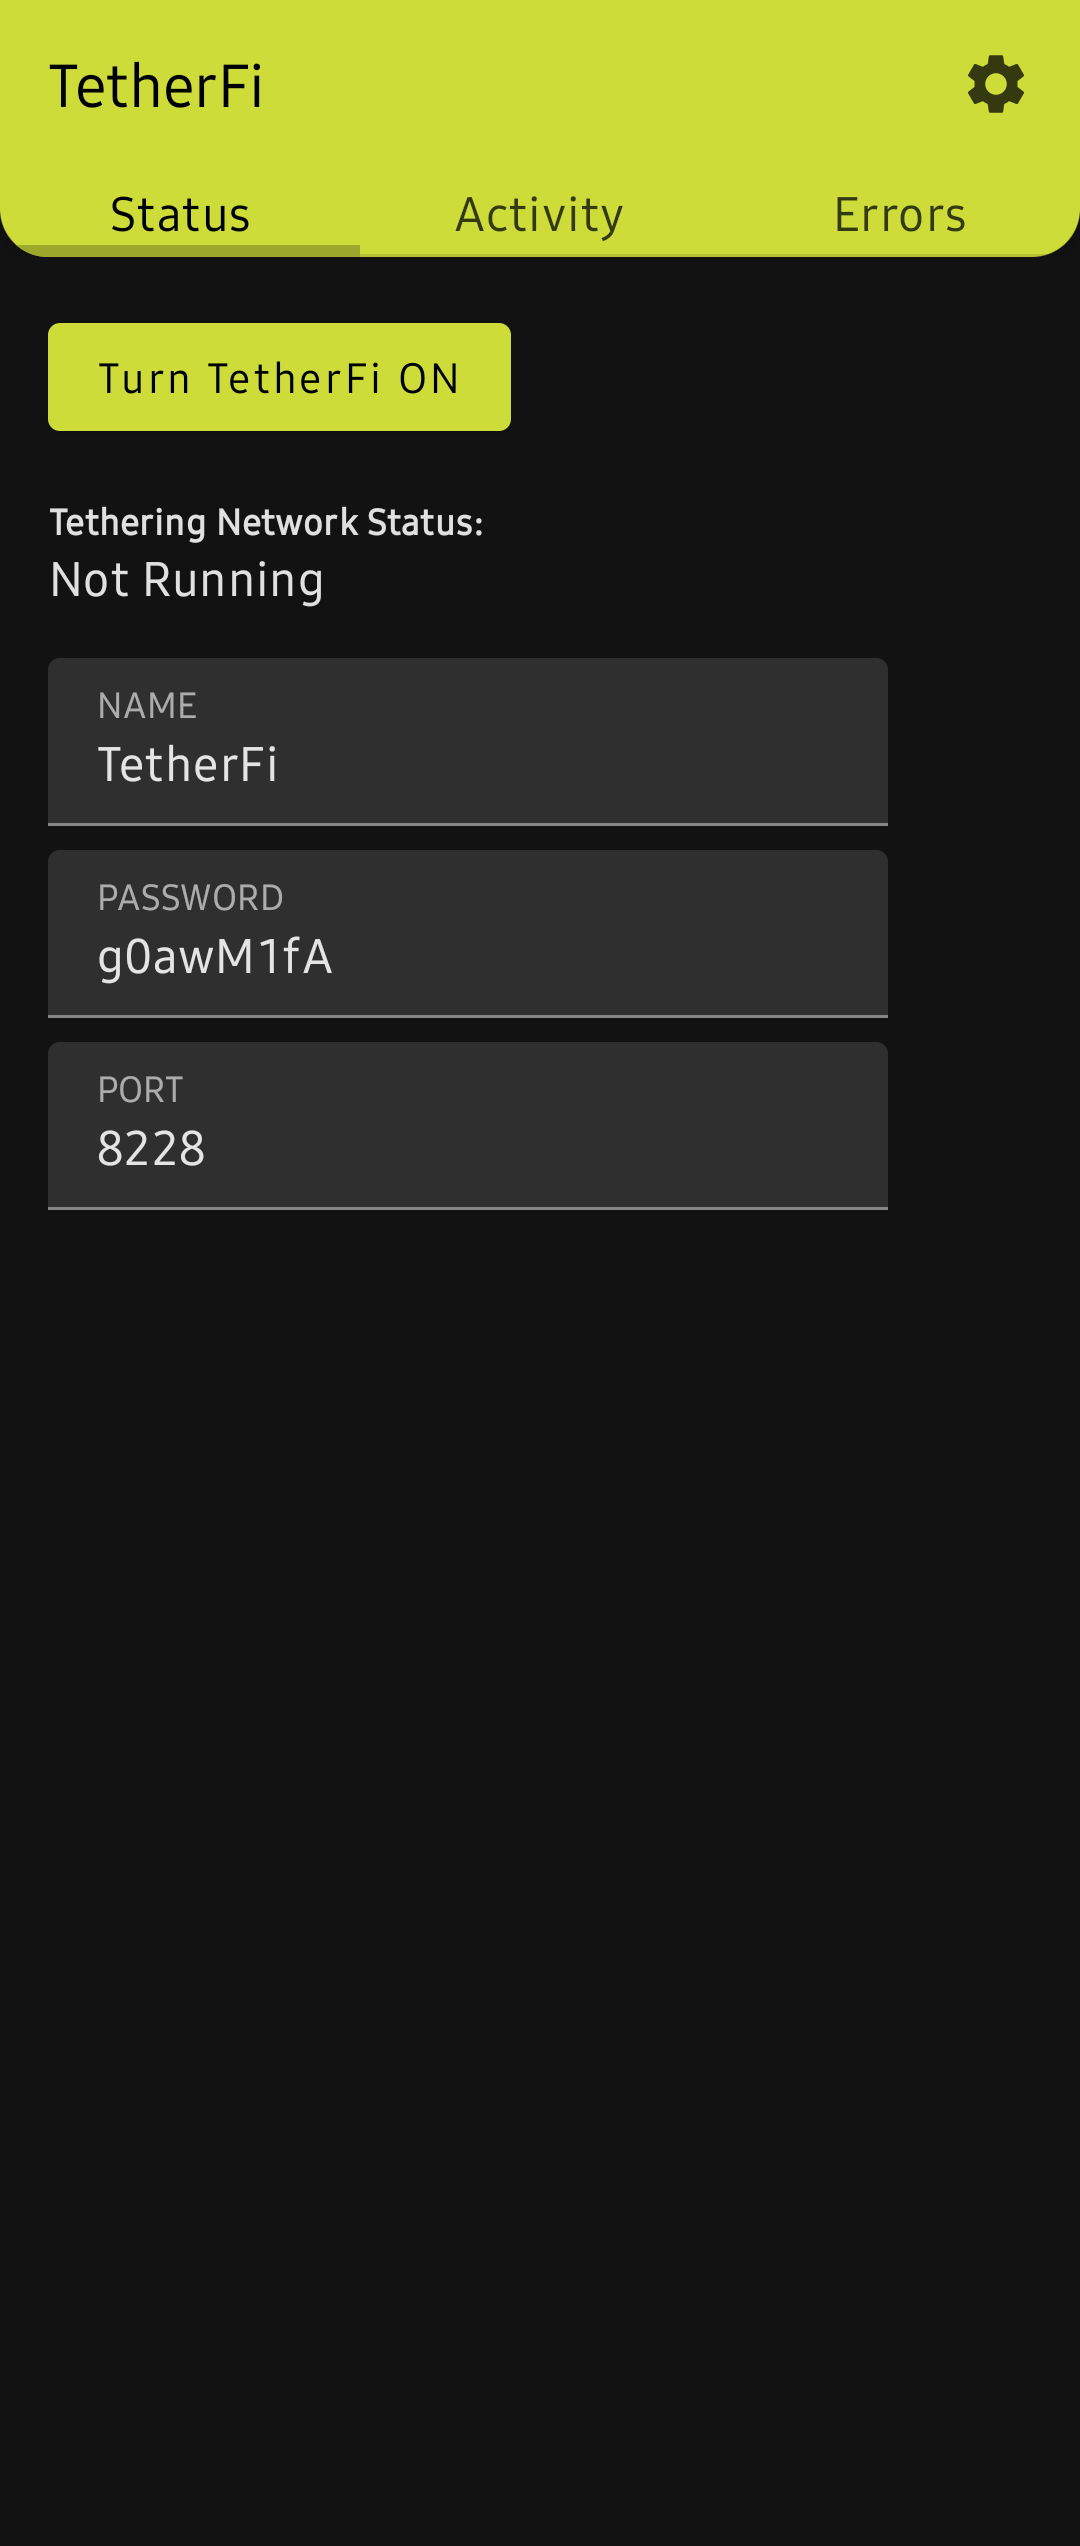 TetherFi
Status Activity Errors
Turn TetherFi ON
Tethering Network Status:
Not Running
NAME
TetherFi
PASSWORD
g0awM1fA
PORT
8228